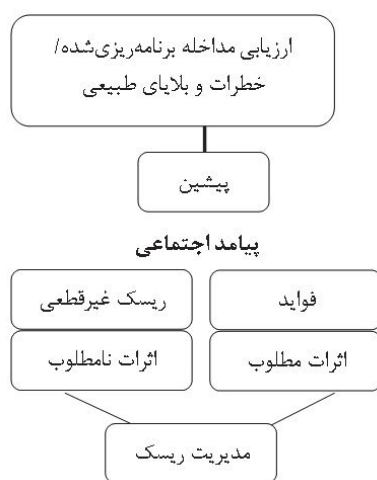 ارزیابی مداخله برنامه‌ریزی‌شده/
خطرات و بلایای طبیعی
پیشین
پیامد اجتماعی
فواید
ریسک غیرقطعی
اثرات مطلوب
اثرات نامطلوب
مدیریت ریسک